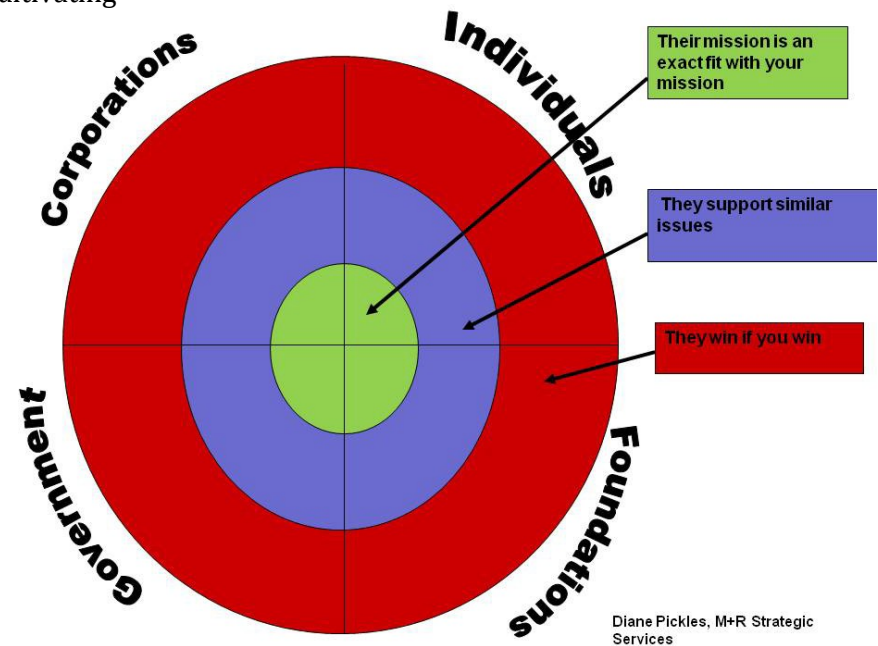 Corporations
Individuals
Their mission is an
exact fit with your
mission
They support similar
issues
They win if you win
Government
Foundations
Diane Pickles, M+R Strategic
Services